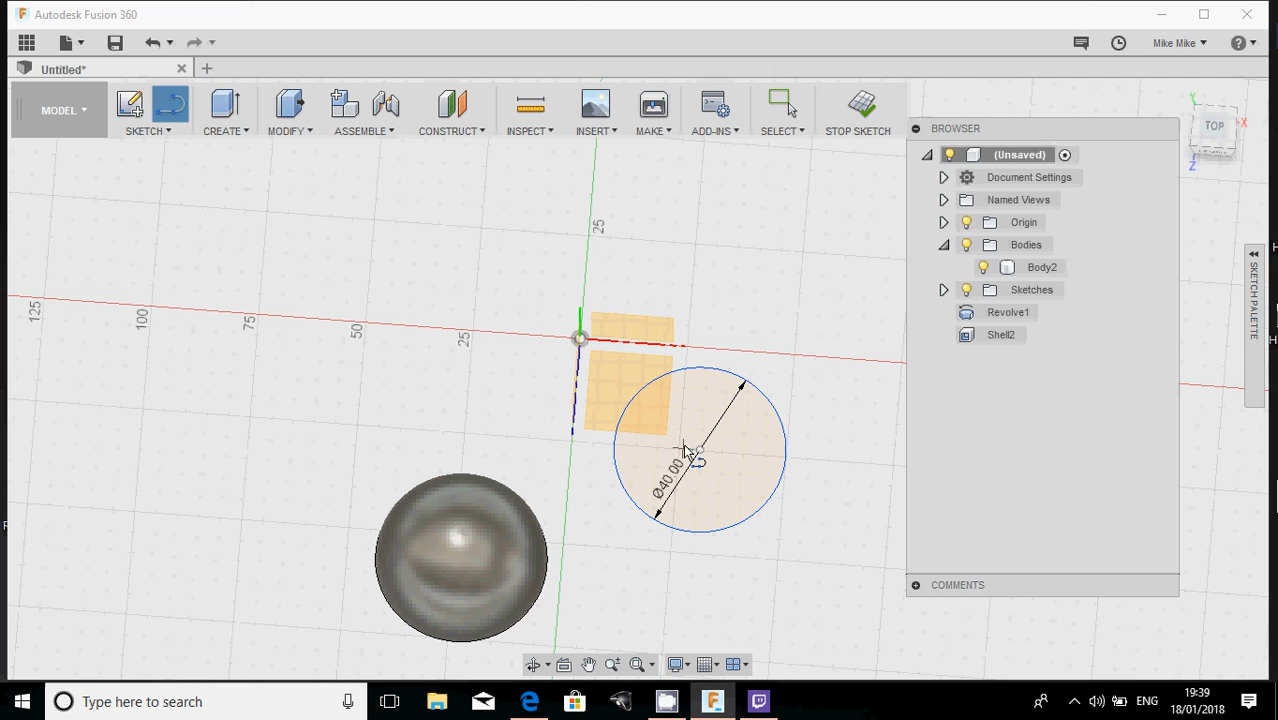 Autodesk Fusion 360
Mike Mike
Untitled*
MODEL
SKETCH
CREATE
MODIFY
ASSEMBLE
CONSTRUCT
INSPECT
INSERT
MAKE
ADD-INS
SELECT
STOP SKETCH
BROWSER
(Unsaved)
Document Settings
Named Views
Origin
Bodies
Body2
Sketches
Revolve1
Shell2
COMMENTS
SKETCH PALETTE
TOP
Y
X
Z
25
125
100
75
50
25
Ø40.00
Type here to search
ENG
19:39
18/01/2018